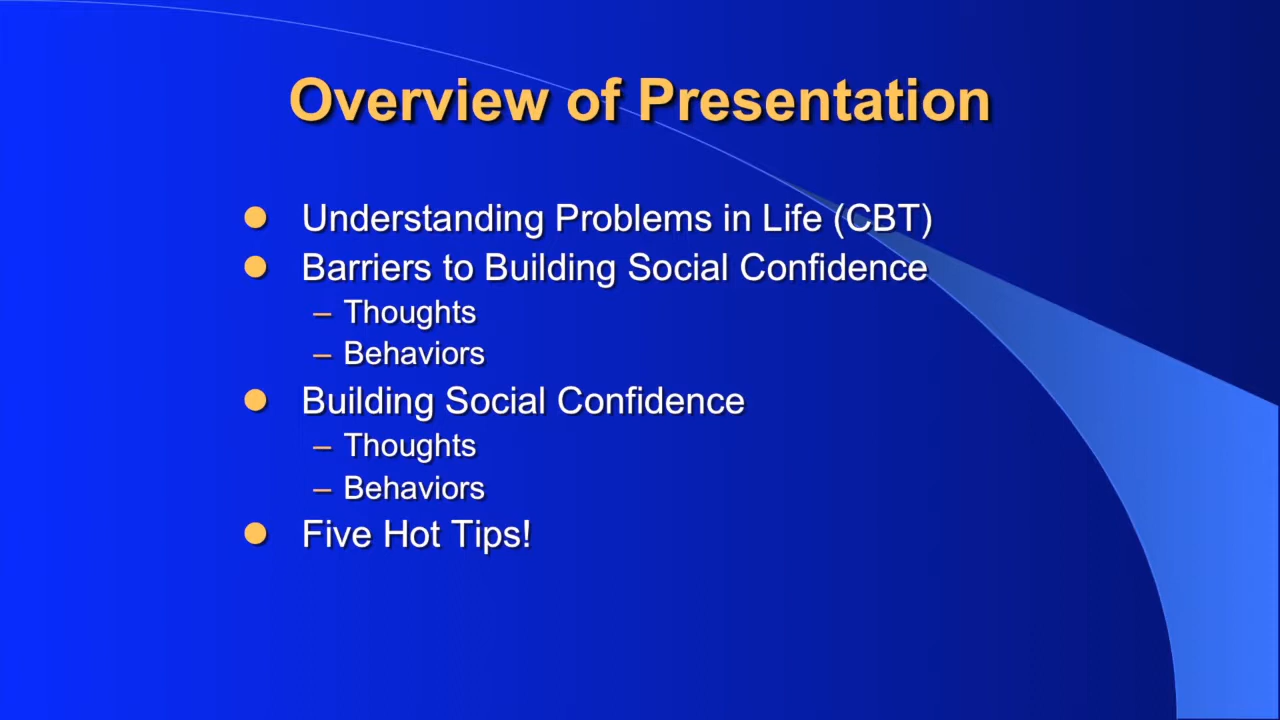 Overview of Presentation
Understanding Problems in Life (CBT)
Barriers to Building Social Confidence
– Thoughts
– Behaviors
Building Social Confidence
– Thoughts
– Behaviors
Five Hot Tips!